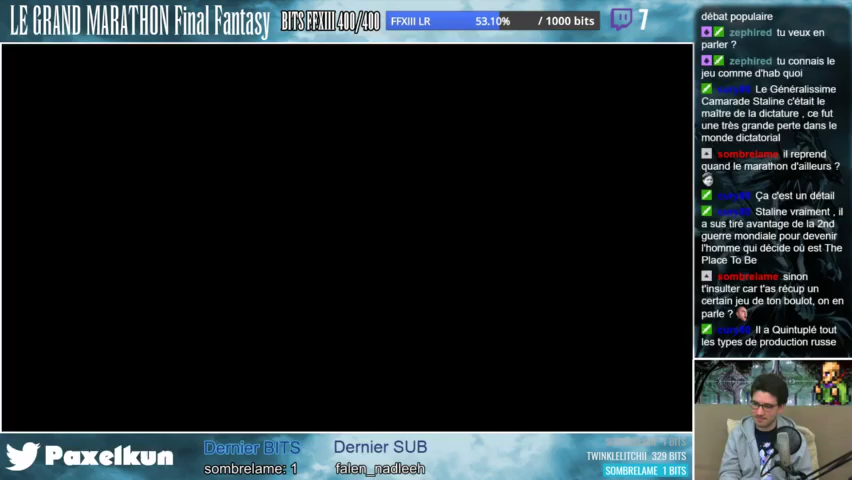 LE GRAND MARATHON Final Fantasy
BITS FFXIII 400/400
FFXIII LR 53.10% / 1000 bits
7
débat populaire
zephired tu veux en
parler ?
zephired tu connais le
jeu comme d'hab quoi
Le Généralissime
Camarade Staline c'était le
maître de la dictature , ce fut
une très grande perte dans le
monde dictatorial
sombrelame il reprend
quand le marathon d'ailleurs ?
Ça c'est un détail
Staline vraiment , il
a sus tiré avantage de la 2nd
guerre mondiale pour devenir
l'homme qui décide où est The
Place To Be
sombrelame sinon
t'insulter car t'as récup un
certain jeu de ton boulot, on en
parle ?
Il a Quintuplé tout
les types de production russe
Paxelkun
Dernier BITS
sombrelame: 1
Dernier SUB
falen_nadleeh
1 BITS
TWINKLELITCHII 329 BITS
SOMBRELAME 1 BITS